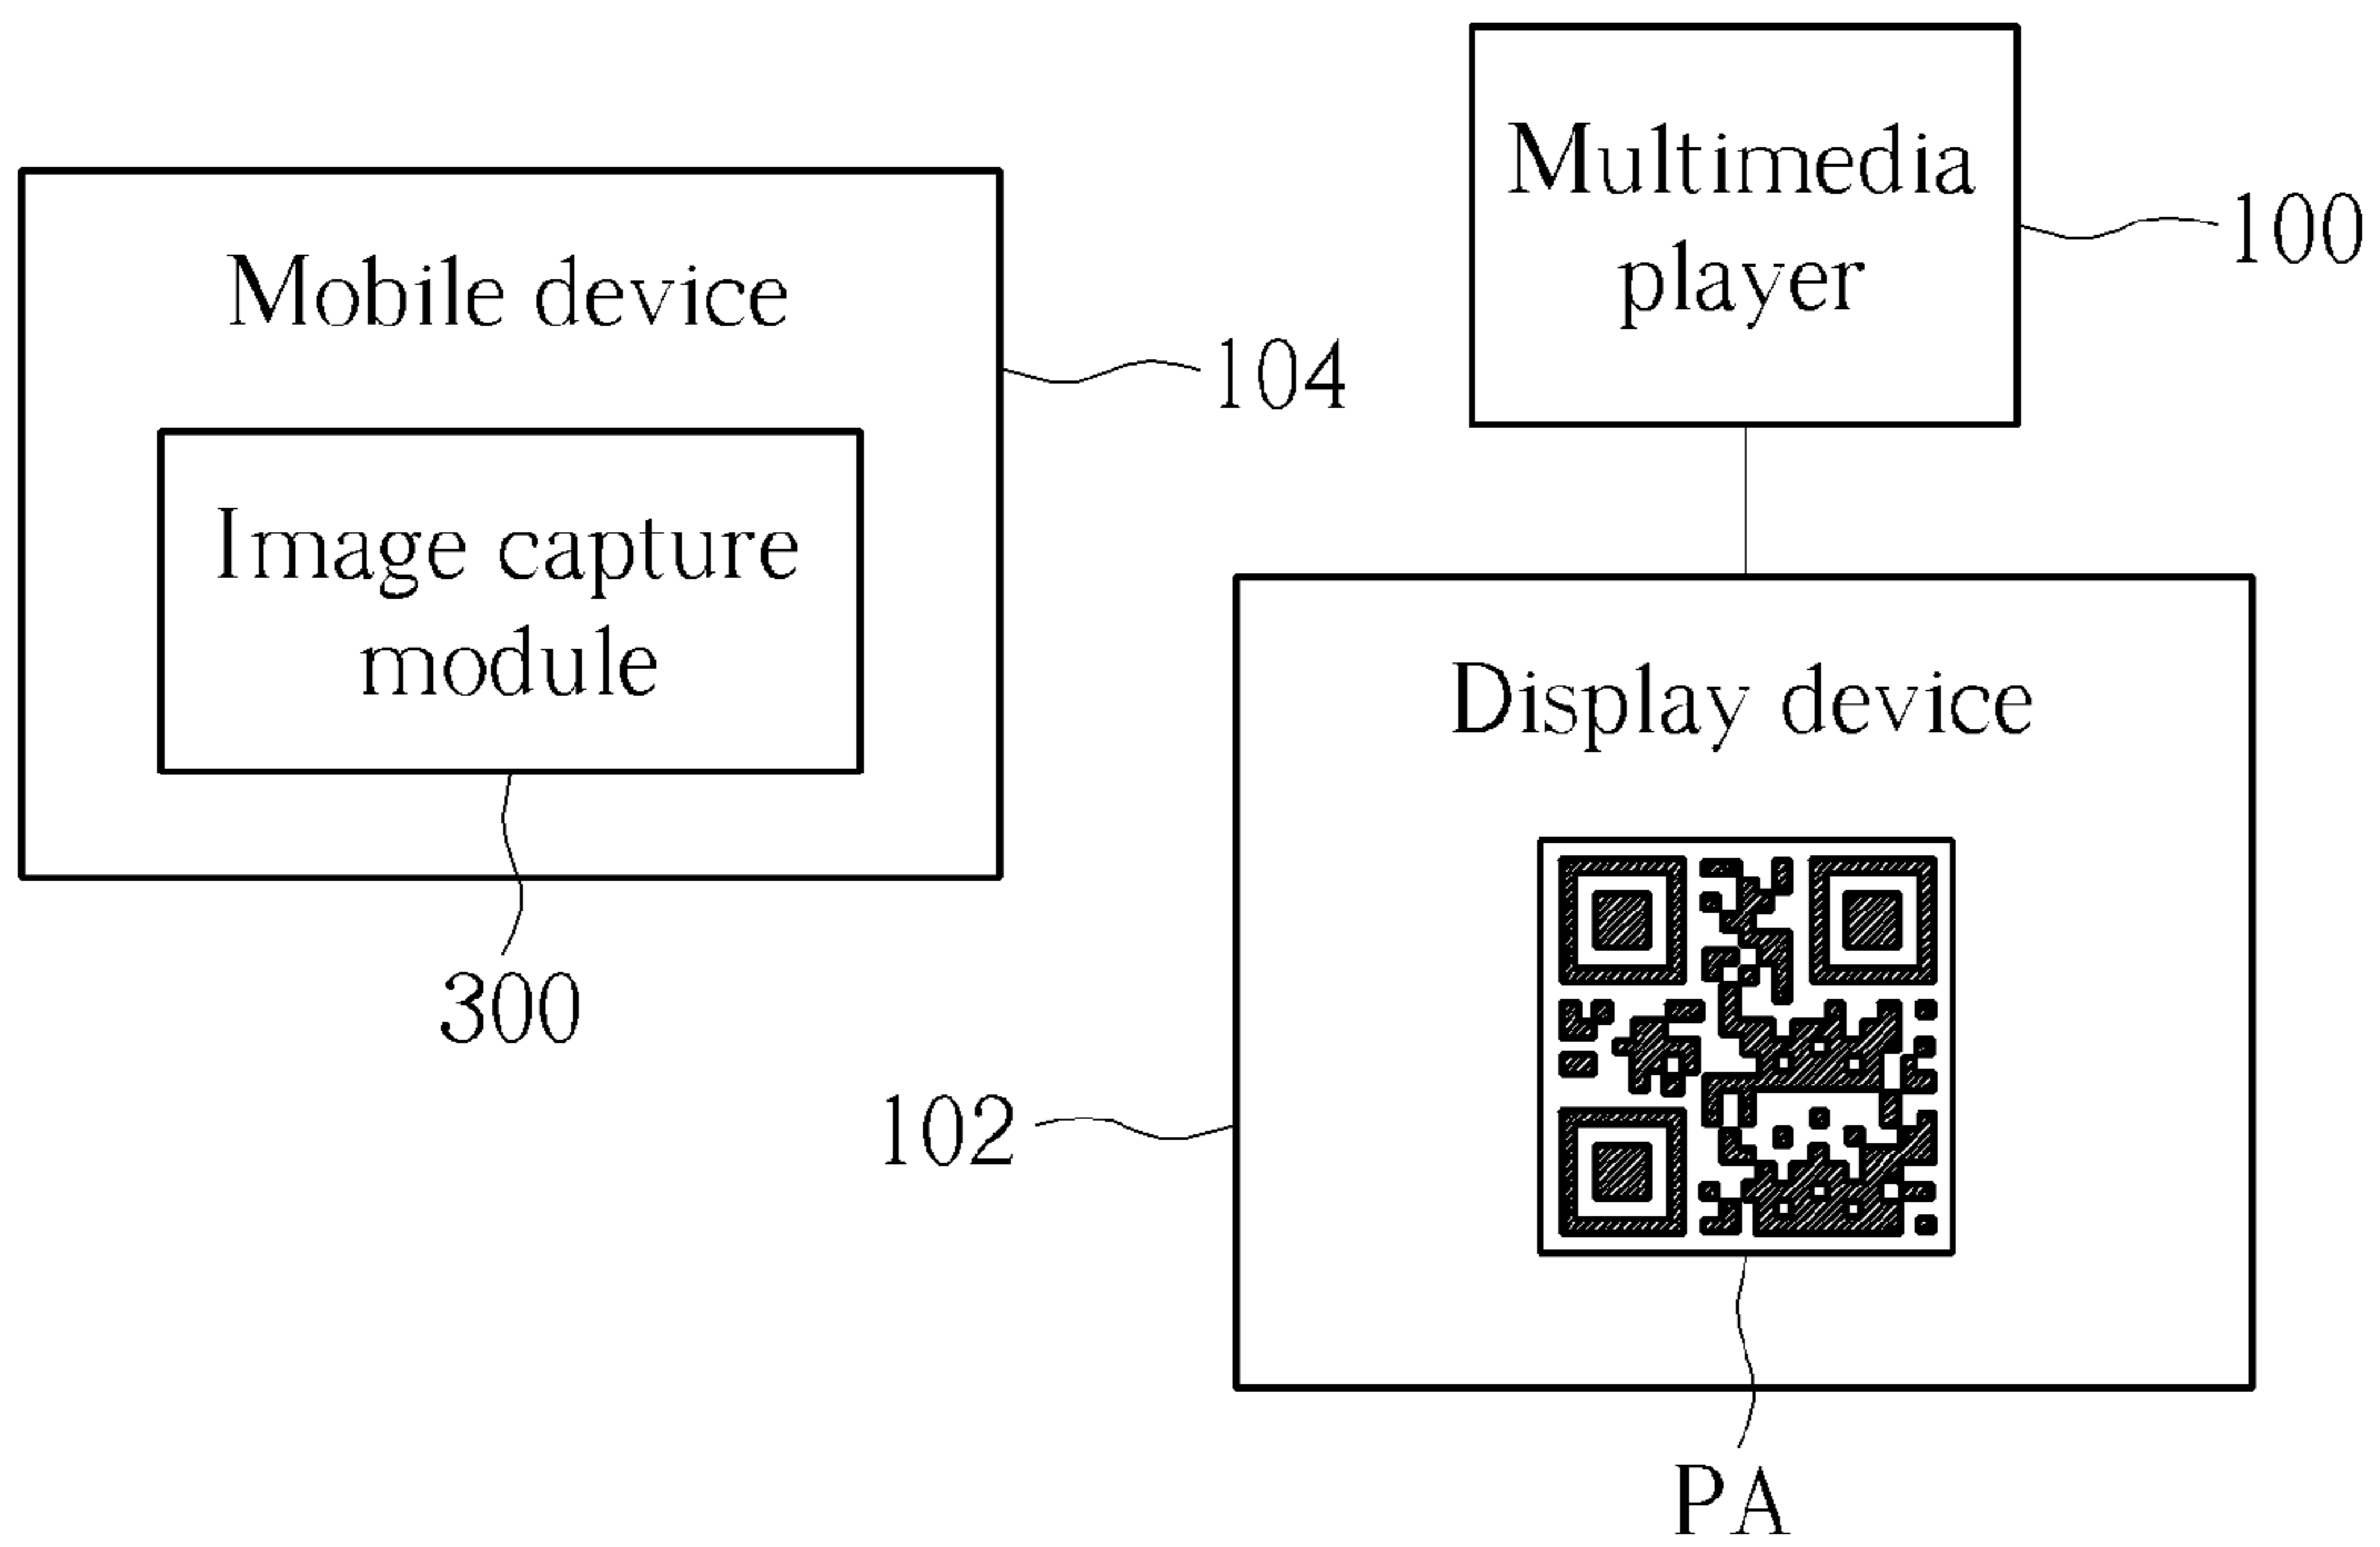 Multimedia
player
100
Mobile device
104
Image capture
module
300
Display device
102
PA